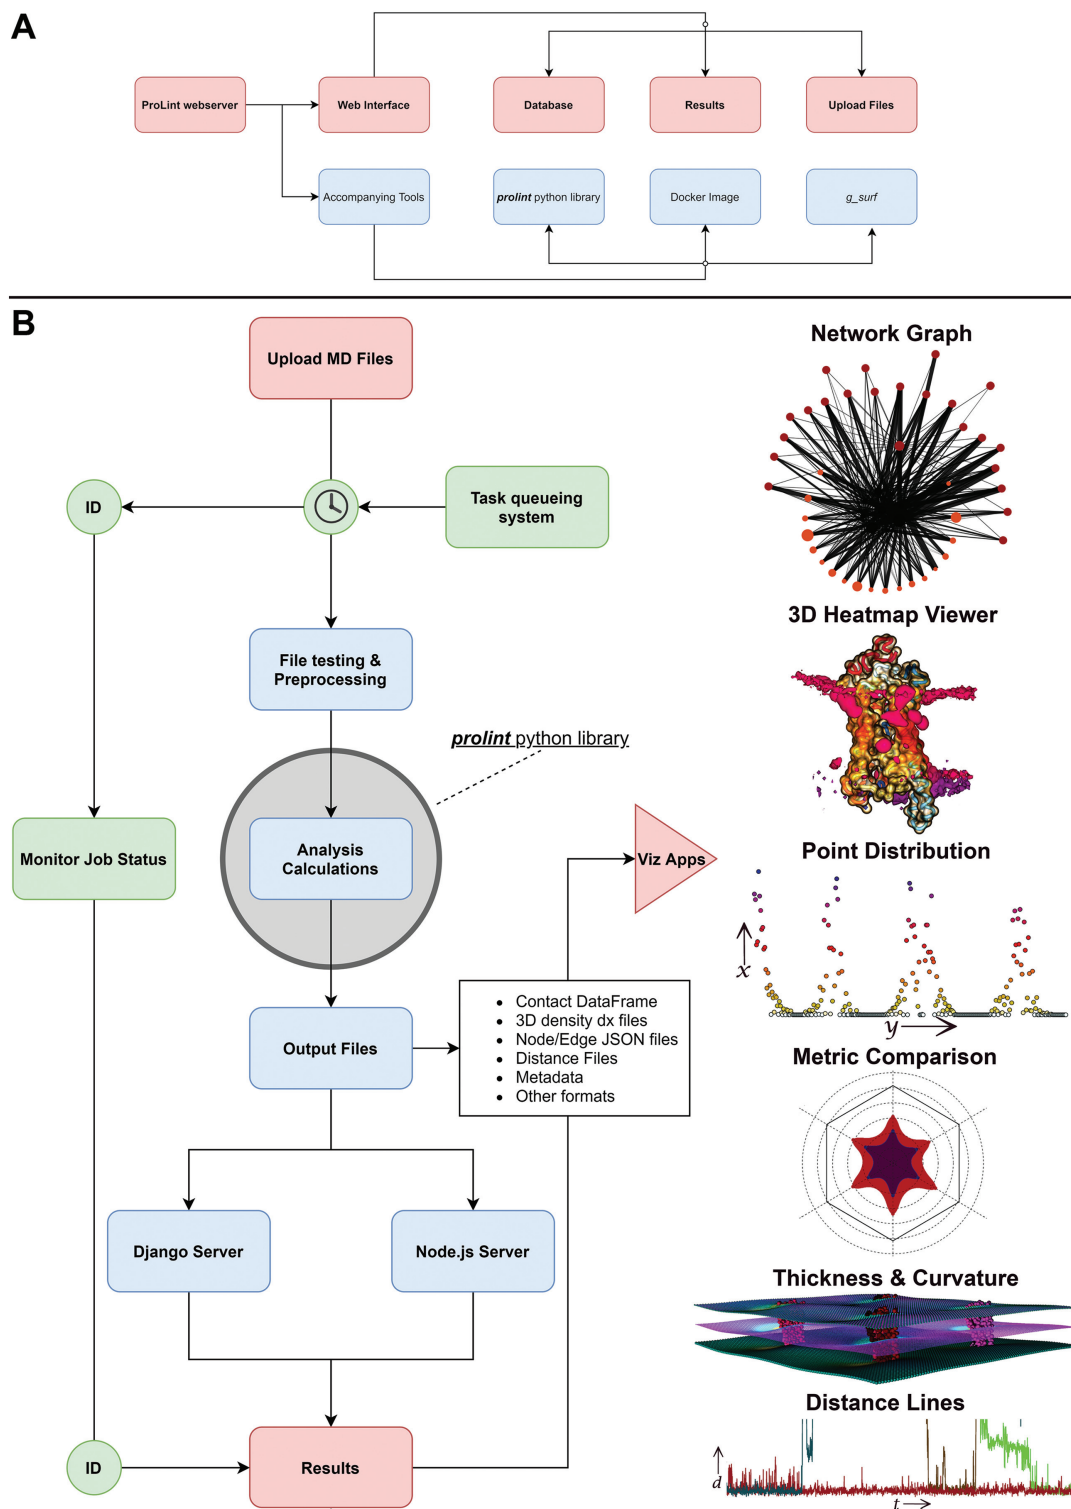 A
ProLint webserver
Web Interface
Database
Results
Upload Files
Accompanying Tools
prolint python library
Docker Image
g_surf
B
Upload MD Files
ID
Task queueing
system
File testing &
Preprocessing
prolint python library
Monitor Job Status
Analysis
Calculations
Viz Apps
Output Files
• Contact DataFrame
• 3D density dx files
• Node/Edge JSON files
• Distance Files
• Metadata
• Other formats
Django Server
Node.js Server
ID
Results
Network Graph
3D Heatmap Viewer
Point Distribution
x
y
Metric Comparison
Thickness & Curvature
Distance Lines
d
t